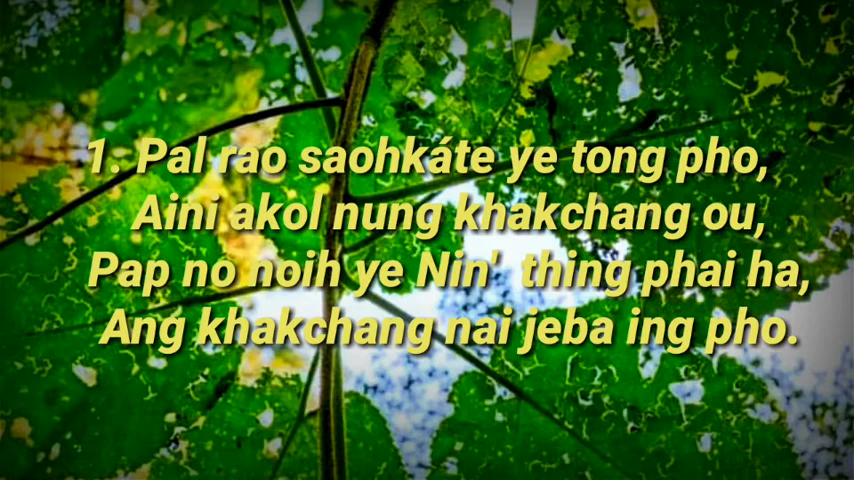 1. Pal rao saohkáte ye tong pho,
Aini akol nung khakchang ou,
Pap no noih ye Nin' thing phai ha,
Ang khakchang nai jeba ing pho.